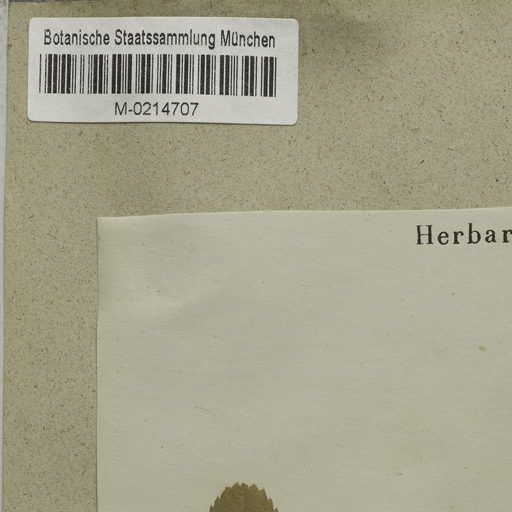 Botanische Staatssammlung München
M-0214707
Herbar